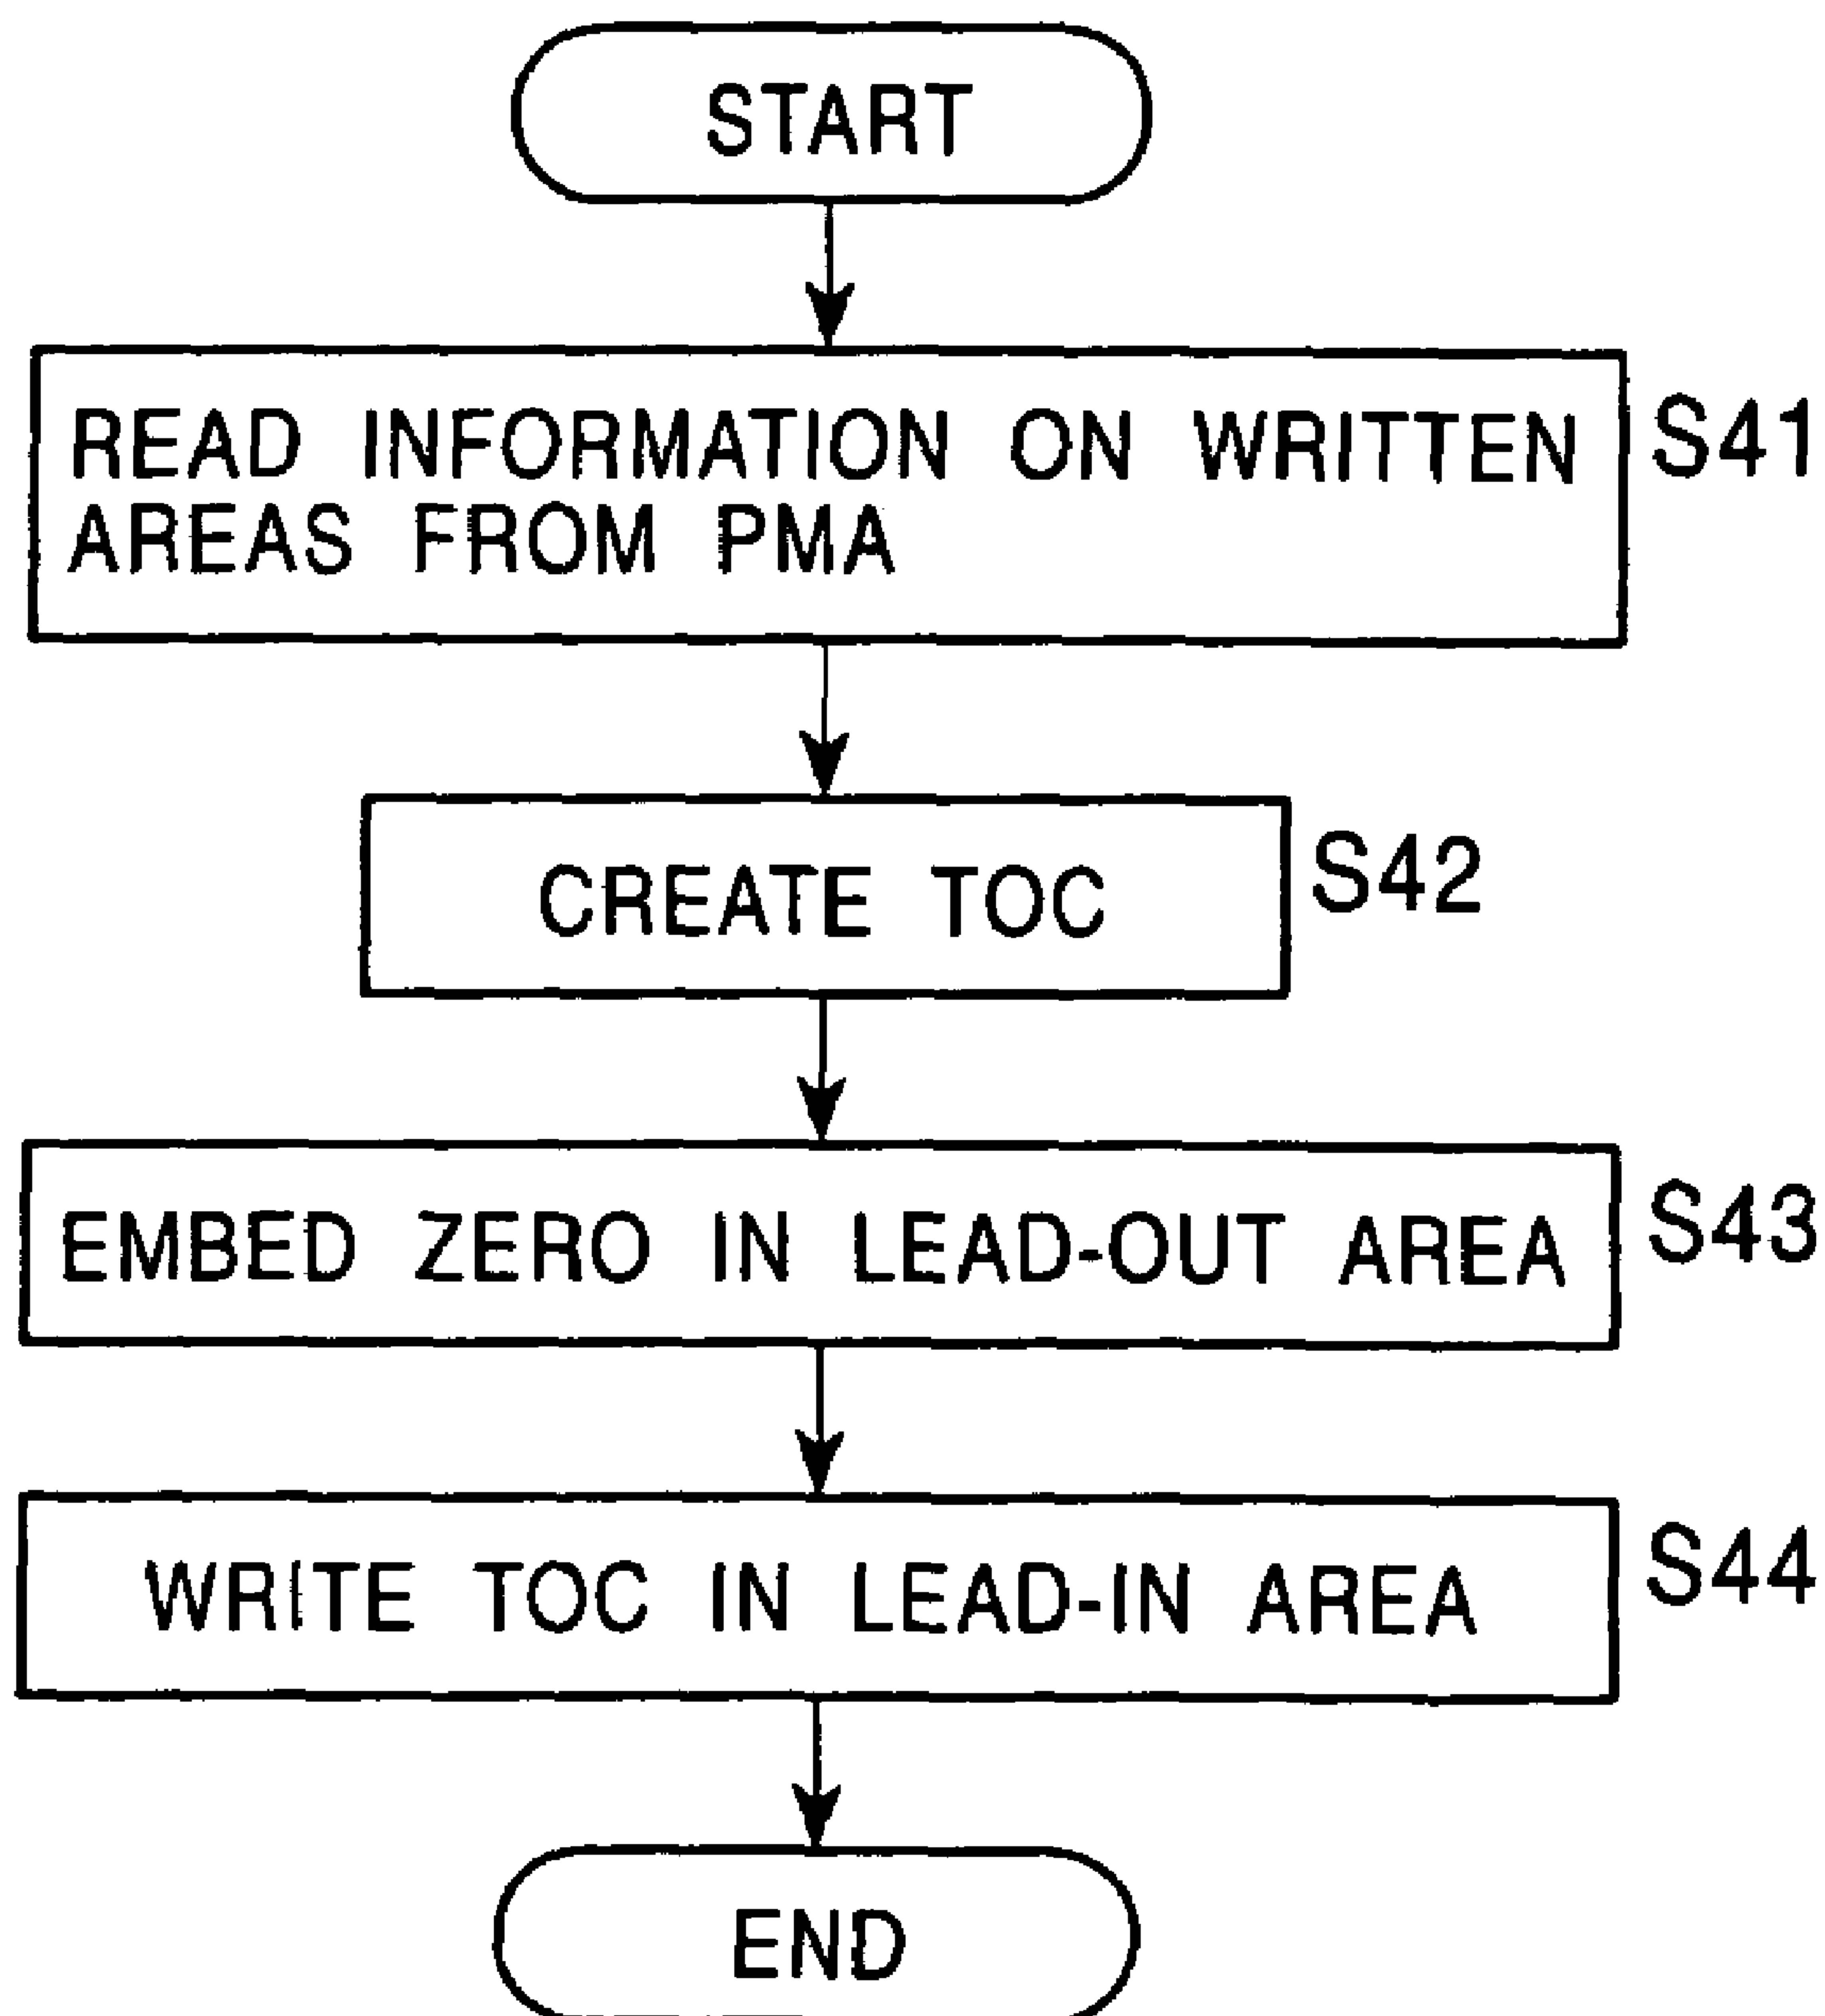 START
READ INFORMATION ON WRITTEN
AREAS FROM PMA
S41
CREATE TOC
S42
EMBED ZERO IN LEAD-OUT AREA
S43
WRITE TOC IN LEAD-IN AREA
S44
END